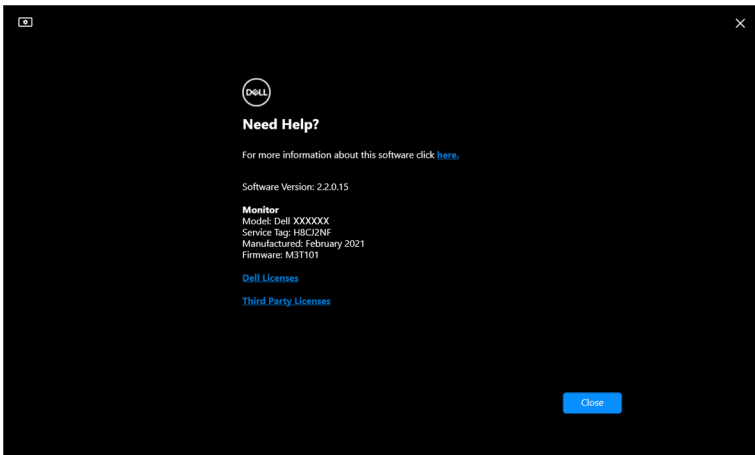 DELL
Need Help?
For more information about this software click here.
Software Version: 2.2.0.15
Monitor
Model: Dell XXXXXX
Service Tag: H8CJ2NF
Manufactured: February 2021
Firmware: M3T101
Dell Licenses
Third Party Licenses
Close